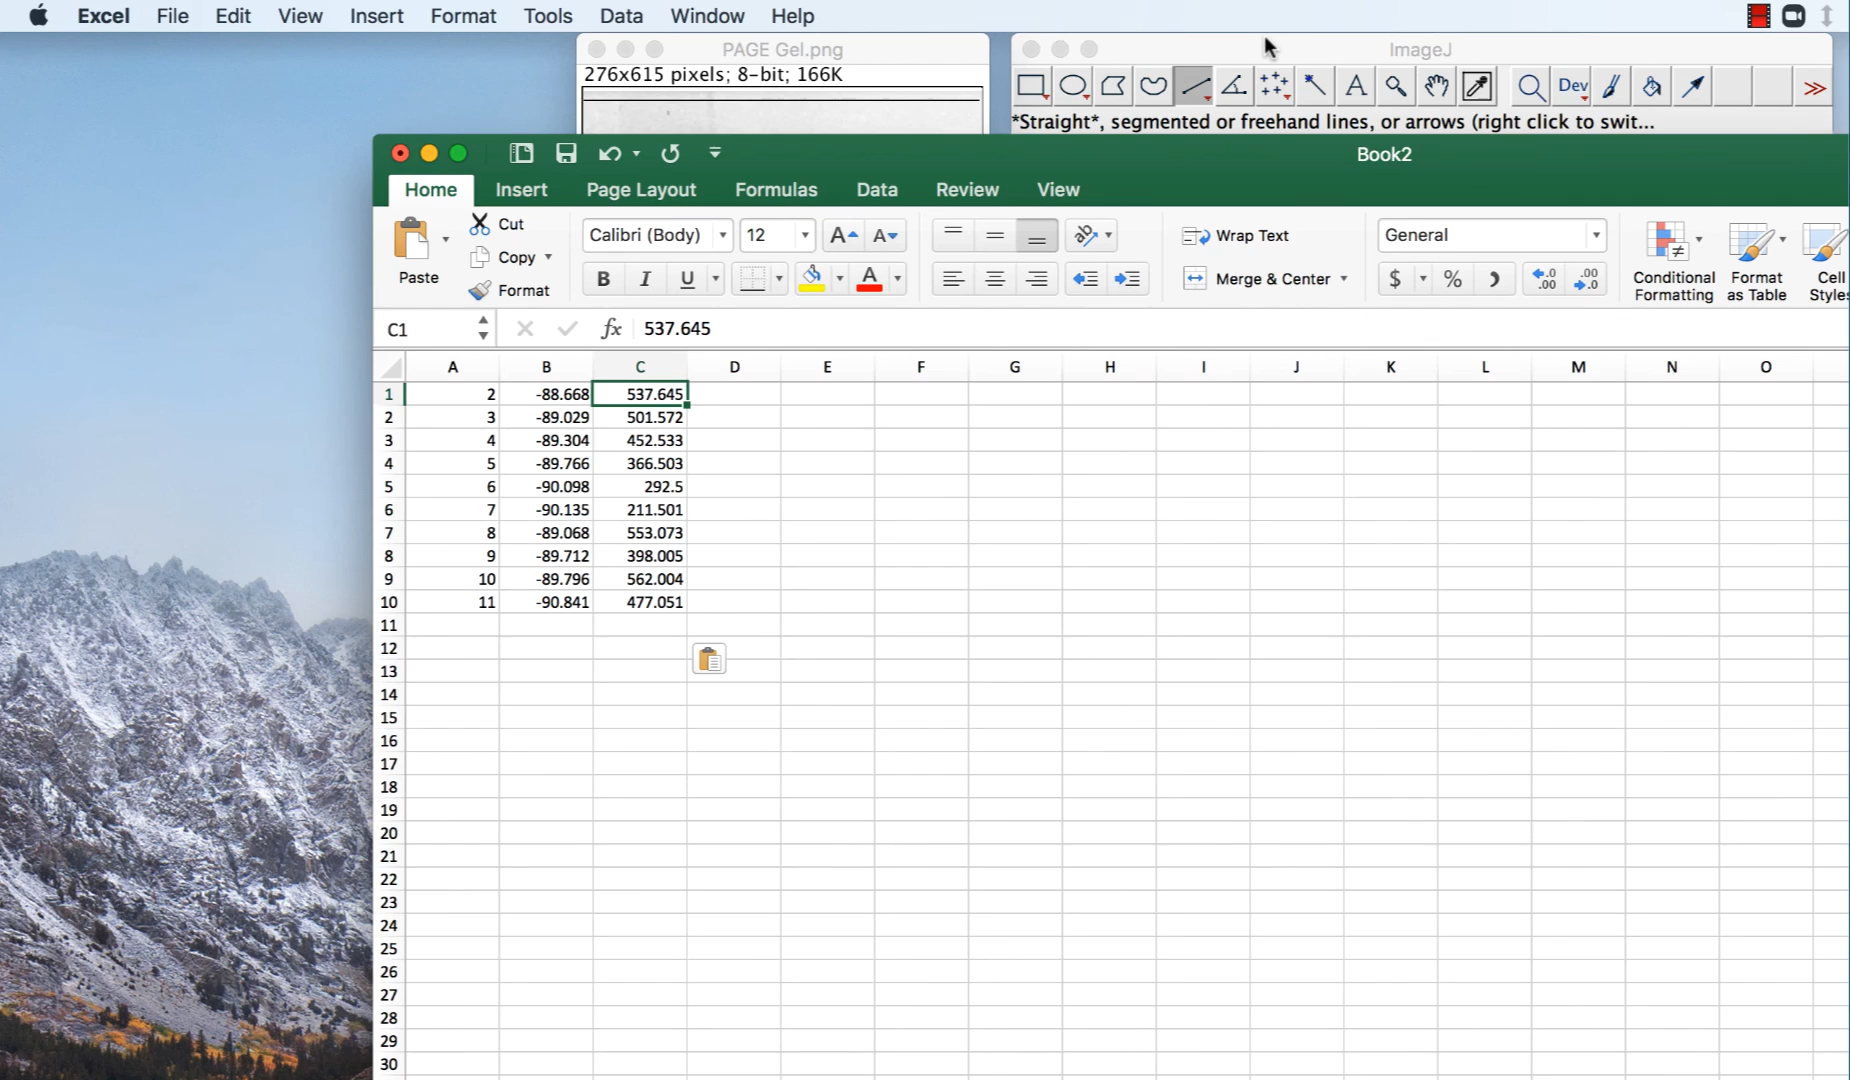 Excel File Edit View Insert Format Tools Data Window Help
PAGE Gel.png
276x615 pixels; 8-bit; 166K
ImageJ
A Dev >>
*Straight*, segmented or freehand lines, or arrows (right click to swit...
Book2
Home Insert Page Layout Formulas Data Review View
Paste
Cut
Copy
Format
Calibri (Body) 12 A A
B I U A
ab
Wrap Text
Merge & Center
General
$ % )
.0 .00
.00 .0
Conditional Formatting
Format as Table
Cell
C1 fx 537.645
A B C D E F G H I J K L M N O
1 2 -88.668 537.645
2 3 -89.029 501.572
3 4 -89.304 452.533
4 5 -89.766 366.503
5 6 -90.098 292.5
6 7 -90.135 211.501
7 8 -89.068 553.073
8 9 -89.712 398.005
9 10 -89.796 562.004
10 11 -90.841 477.051
11
12
13
14
15
16
17
18
19
20
21
22
23
24
25
26
27
28
29
30